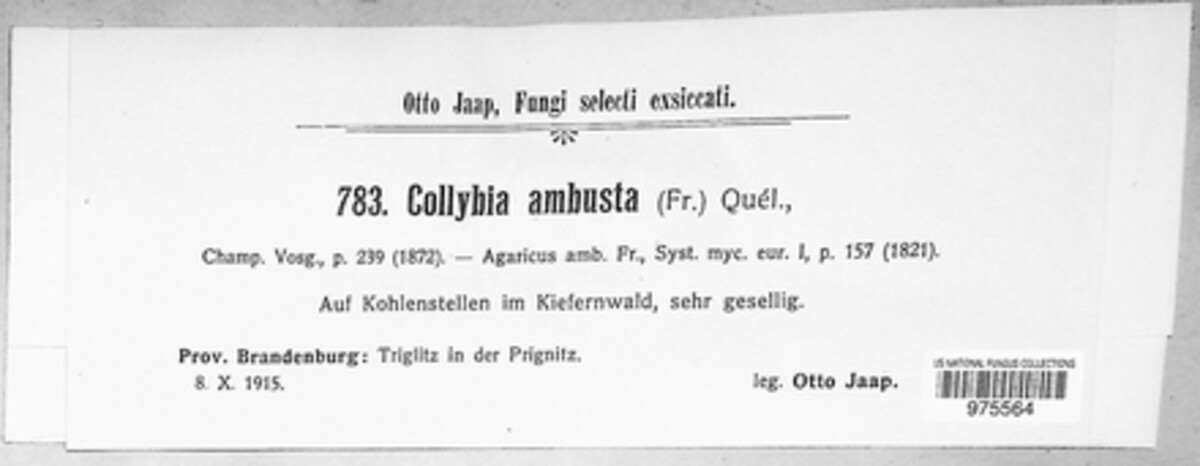 Otto Jaap, Fungi selecti exsiccati.
783. Collybia ambusta (Fr.) Quél.,
Champ. Vosg., p. 239 (1872). — Agaricus amb. Fr., Syst. myc. eur. I, p. 157 (1821).
Auf Kohlenstellen im Kiefernwald, sehr gesellig.
Prov. Brandenburg: Triglitz in der Prignitz.
8. X. 1915.
leg. Otto Jaap.
US NATIONAL FUNGUS COLLECTIONS
975564